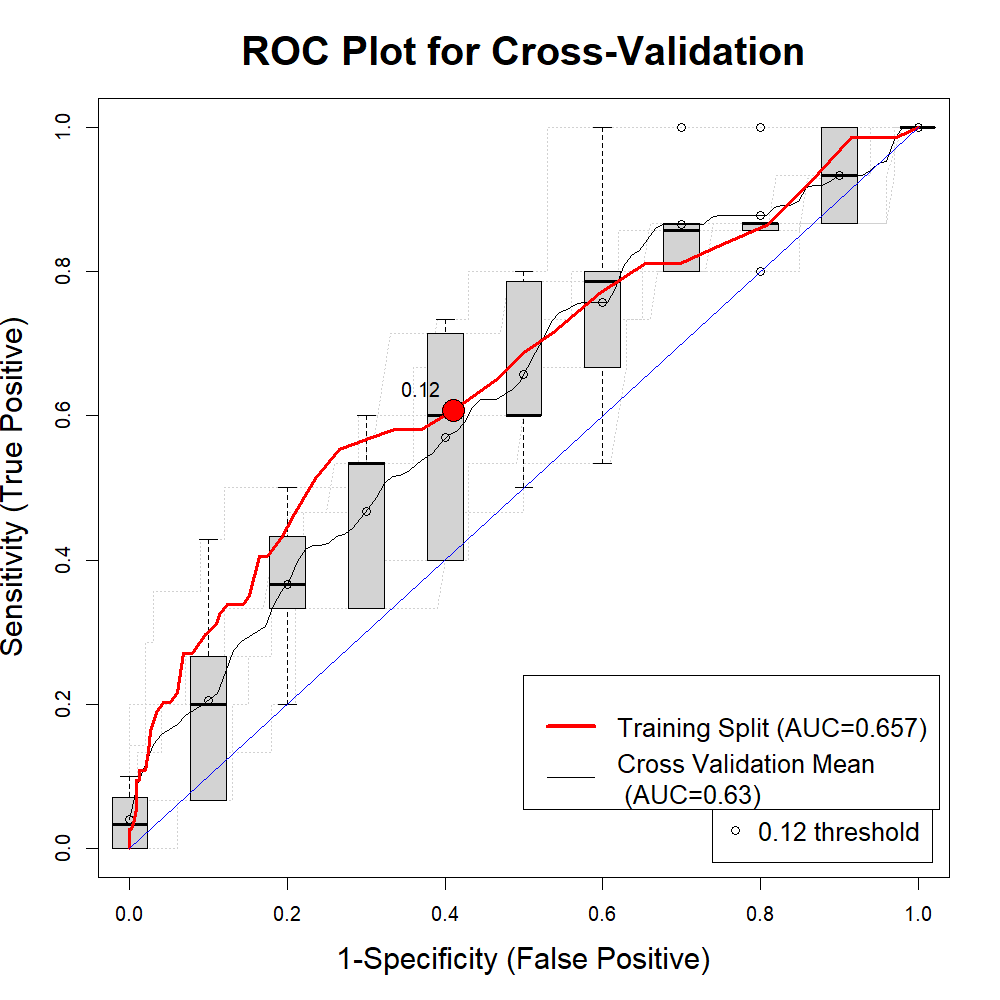 ROC Plot for Cross-Validation
Sensitivity (True Positive)
1.0
0.8
0.6
0.4
0.2
0.0
0.12
Training Split (AUC=0.657)
Cross Validation Mean
(AUC=0.63)
0.12 threshold
0.0 0.2 0.4 0.6 0.8 1.0
1-Specificity (False Positive)